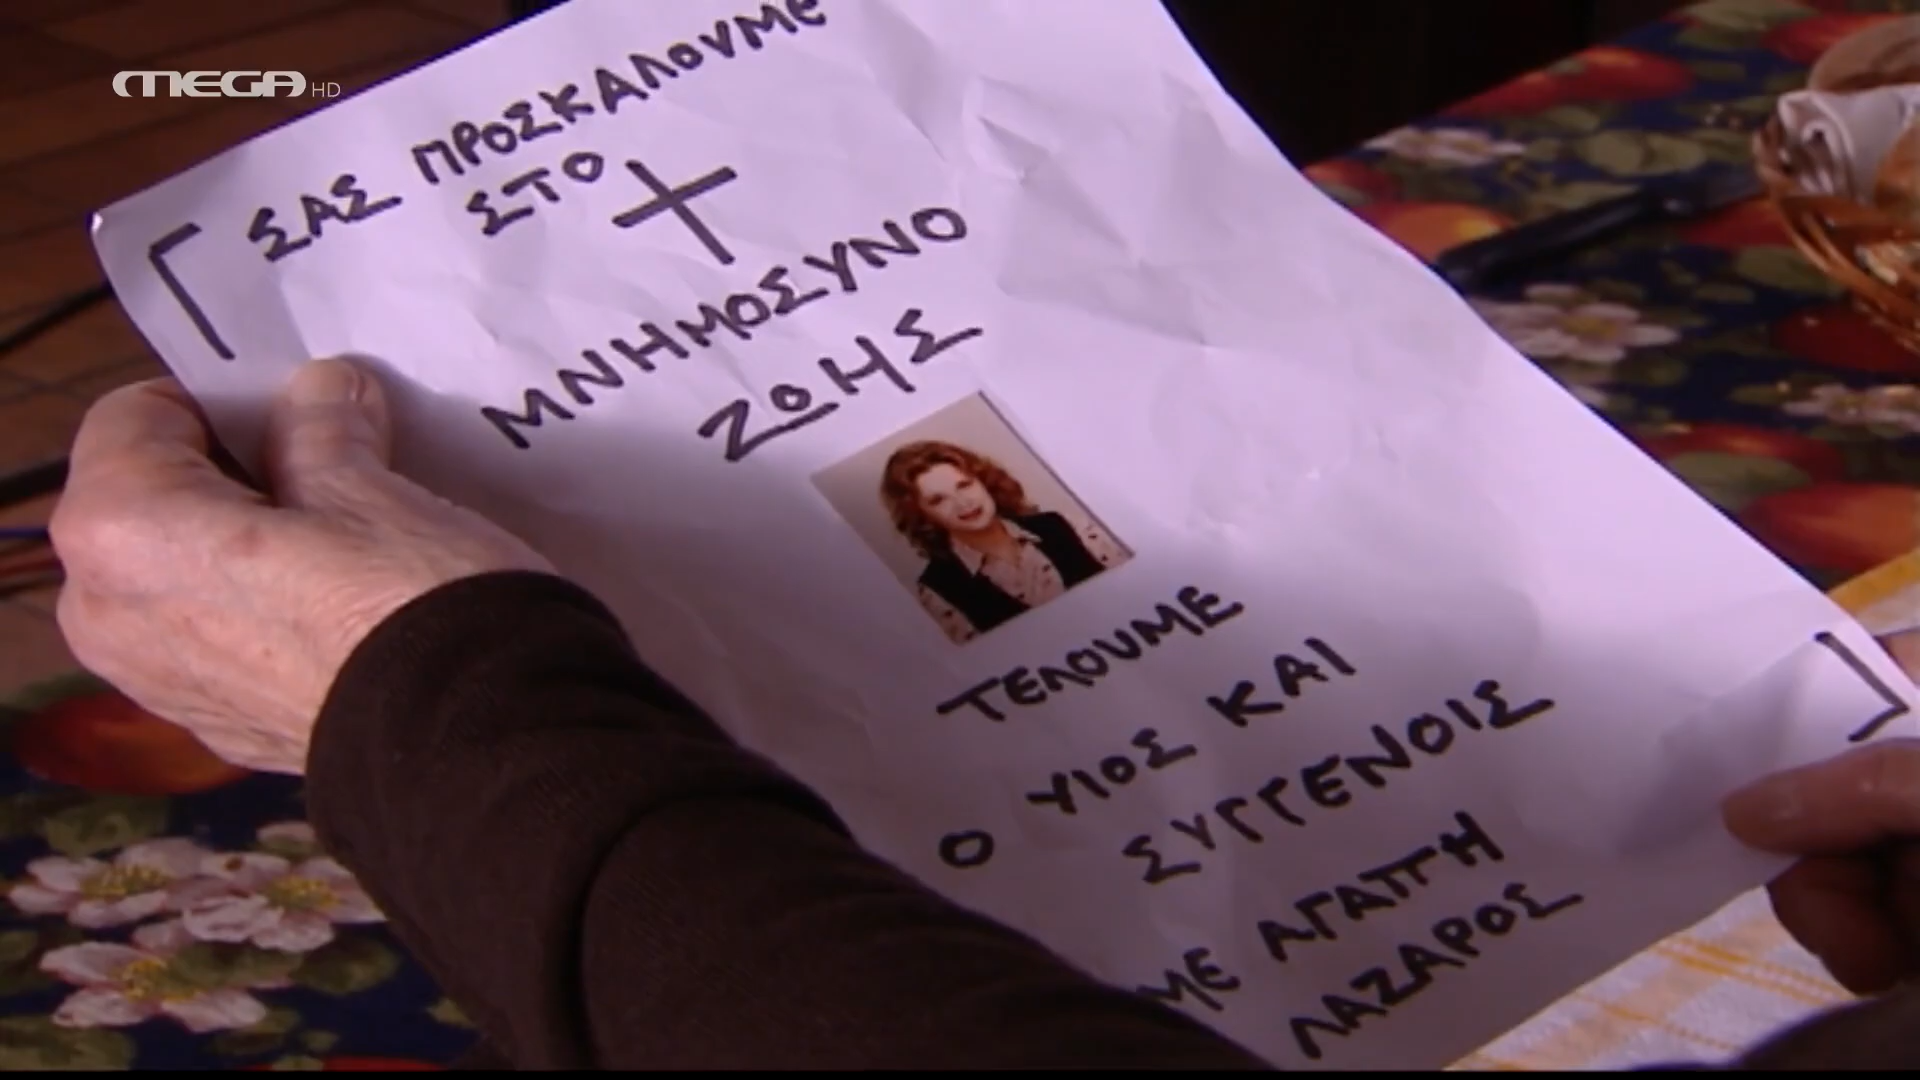 MEGA HD
ΣΑΣ ΠΡΟΣΚΑΛΟΥΜΕ
ΣΤΟ
ΜΝΗΜΟΣΥΝΟ
ΖΩΗΣ
ΤΕΛΟΥΜΕ
Ο ΥΙΟΣ ΚΑΙ
ΣΥΓΓΕΝΟΙΣ
ΜΕ ΑΓΑΠΗ
ΛΑΖΑΡΟΣ